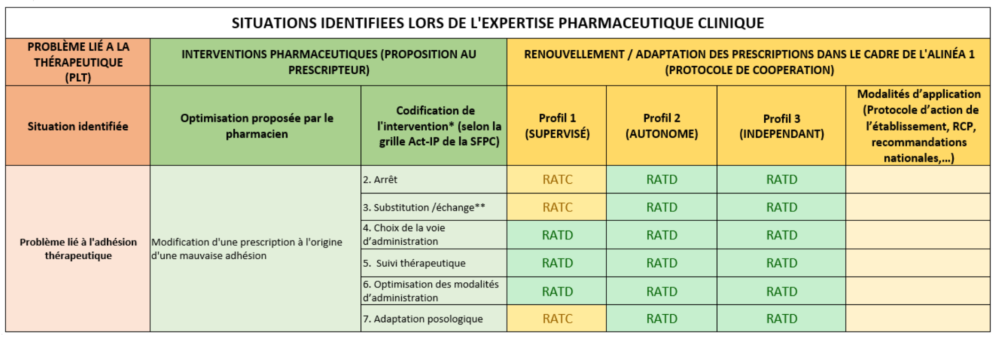 SITUATIONS IDENTIFIEES LORS DE L'EXPERTISE PHARMACEUTIQUE CLINIQUE
PROBLÈME LIÉ A LA
THÉRAPEUTIQUE
(PLT)
INTERVENTIONS PHARMACEUTIQUES (PROPOSITION AU
PRESCRIPTEUR)
RENOUVELLEMENT / ADAPTATION DES PRESCRIPTIONS DANS LE CADRE DE L'ALINÉA 1
(PROTOCOLE DE COOPERATION)
Situation identifiée
Optimisation proposée par le
pharmacien
Codification de
l'intervention* (selon la
grille Act-IP de la SFPC)
Profil 1
(SUPERVISÉ)
Profil 2
(AUTONOME)
Profil 3
(INDEPENDANT)
Modalités d’application
(Protocole d’action de
l’établissement, RCP,
recommandations
nationales,...)
Problème lié à l'adhésion
thérapeutique
Modification d'une prescription à l'origine
d'une mauvaise adhésion
2. Arrêt
RATC
RATD
RATD
3. Substitution /échange**
RATC
RATD
RATD
4. Choix de la voie
d’administration
RATD
RATD
RATD
5. Suivi thérapeutique
RATD
RATD
RATD
6. Optimisation des modalités
d’administration
RATD
RATD
RATD
7. Adaptation posologique
RATC
RATD
RATD